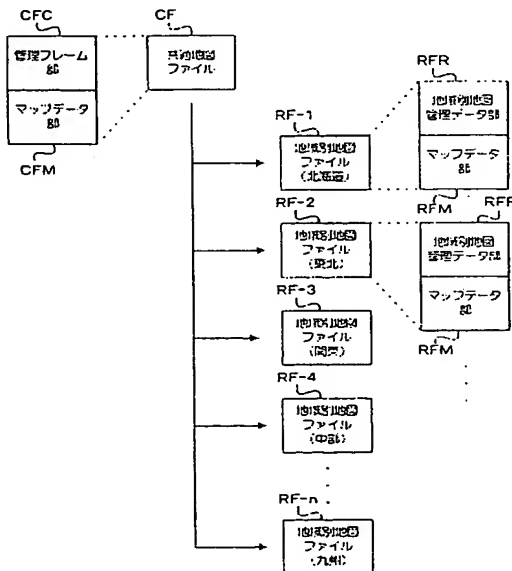 CFC
CF
管理フレーム
部
共通地図
ファイル
マップデータ
部
CFM
RFR
RF-1
地域別地図
管理データ部
地域別地図
ファイル
(北海道)
マップデータ
部
RFM
RFR
RF-2
地域別地図
ファイル
(東北)
地域別地図
管理データ部
マップデータ
部
RFM
RF-3
地域別地図
ファイル
(関東)
RF-4
地域別地図
ファイル
(中部)
RF-n
地域別地図
ファイル
(九州)